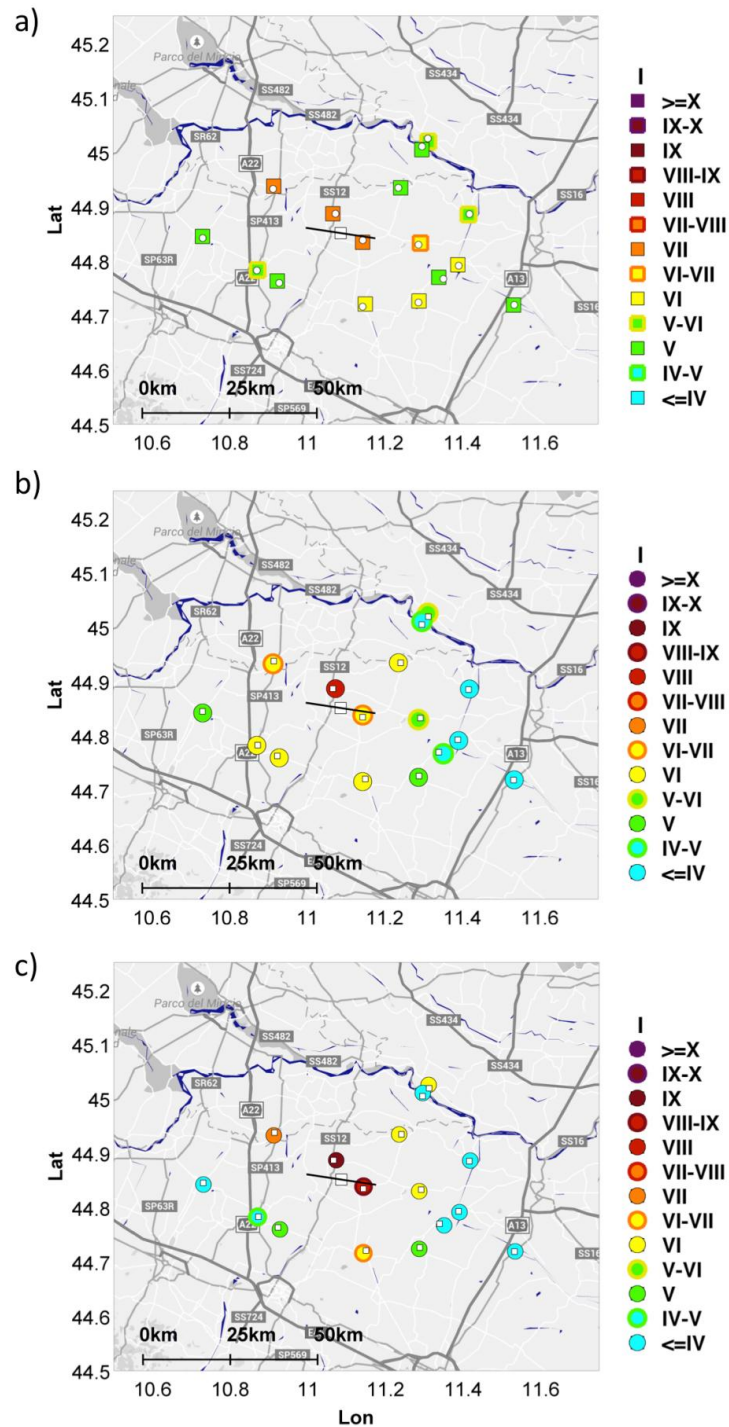 a)
45.2
45.1
45
44.9
44.8
44.7
44.6
44.5
Lat
Parco del Mincio
SS434
SS482
SS482
SS434
SR62
A22
SS12
SS16
SP413
SP63R
A13
SS16
SS724
SP569
0km 25km 50km
10.6 10.8 11 11.2 11.4 11.6
I
>=X
IX-X
IX
VIII-IX
VIII
VII-VIII
VII
VI-VII
VI
V-VI
V
IV-V
<=IV
b)
45.2
45.1
45
44.9
44.8
44.7
44.6
44.5
Lat
Parco del Mincio
SS434
SS482
SS482
SS434
SR62
A22
SS12
SS16
SP413
SP63R
A13
SS16
SS724
SP569
0km 25km 50km
10.6 10.8 11 11.2 11.4 11.6
I
>=X
IX-X
IX
VIII-IX
VIII
VII-VIII
VII
VI-VII
VI
V-VI
V
IV-V
<=IV
c)
45.2
45.1
45
44.9
44.8
44.7
44.6
44.5
Lat
Parco del Mincio
SS434
SS482
SS482
SS434
SR62
A22
SS12
SS16
SP413
SP63R
A13
SS16
SS724
SP569
0km 25km 50km
10.6 10.8 11 11.2 11.4 11.6
Lon
I
>=X
IX-X
IX
VIII-IX
VIII
VII-VIII
VII
VI-VII
VI
V-VI
V
IV-V
<=IV